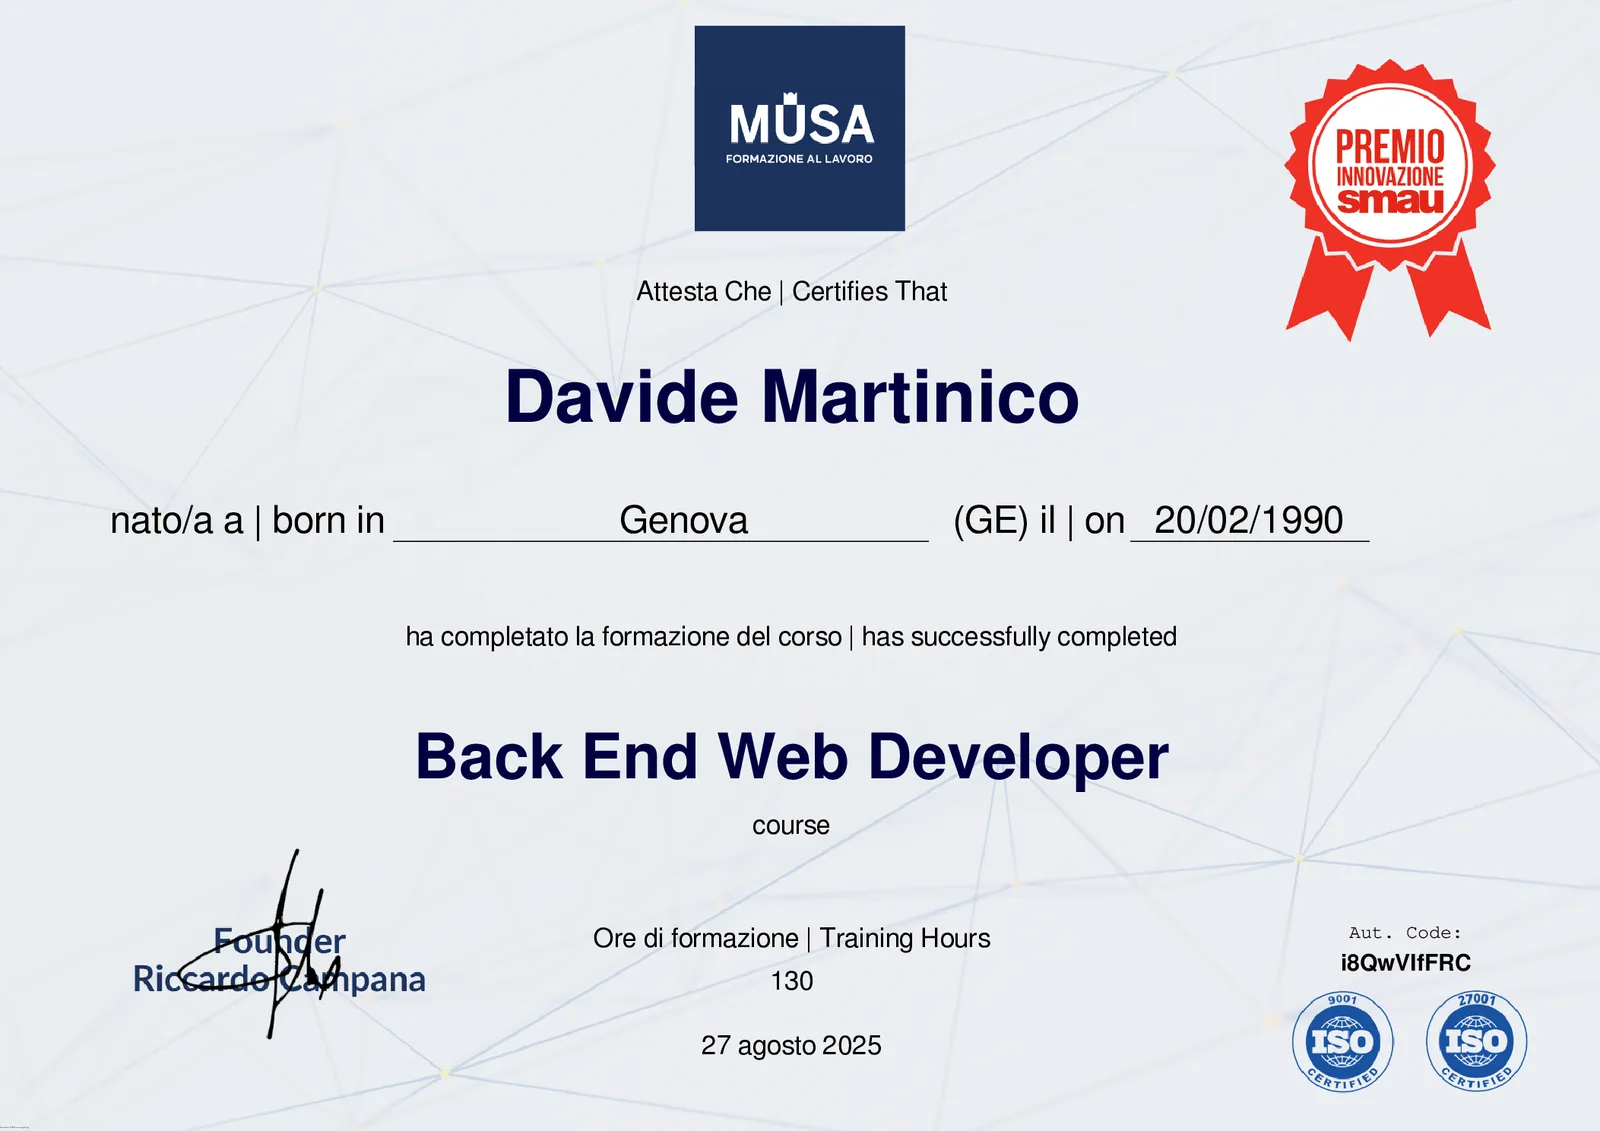 MUSA
FORMAZIONE AL LAVORO
PREMIO
INNOVAZIONE
smau
Attesta Che | Certifies That
Davide Martinico
nato/a a | born in Genova (GE) il | on 20/02/1990
ha completato la formazione del corso | has successfully completed
Back End Web Developer
course
Founder
Riccardo Campana
Ore di formazione | Training Hours
130
27 agosto 2025
Aut. Code:
i8QwVIfFRC
9001
ISO
CERTIFIED
27001
ISO
CERTIFIED